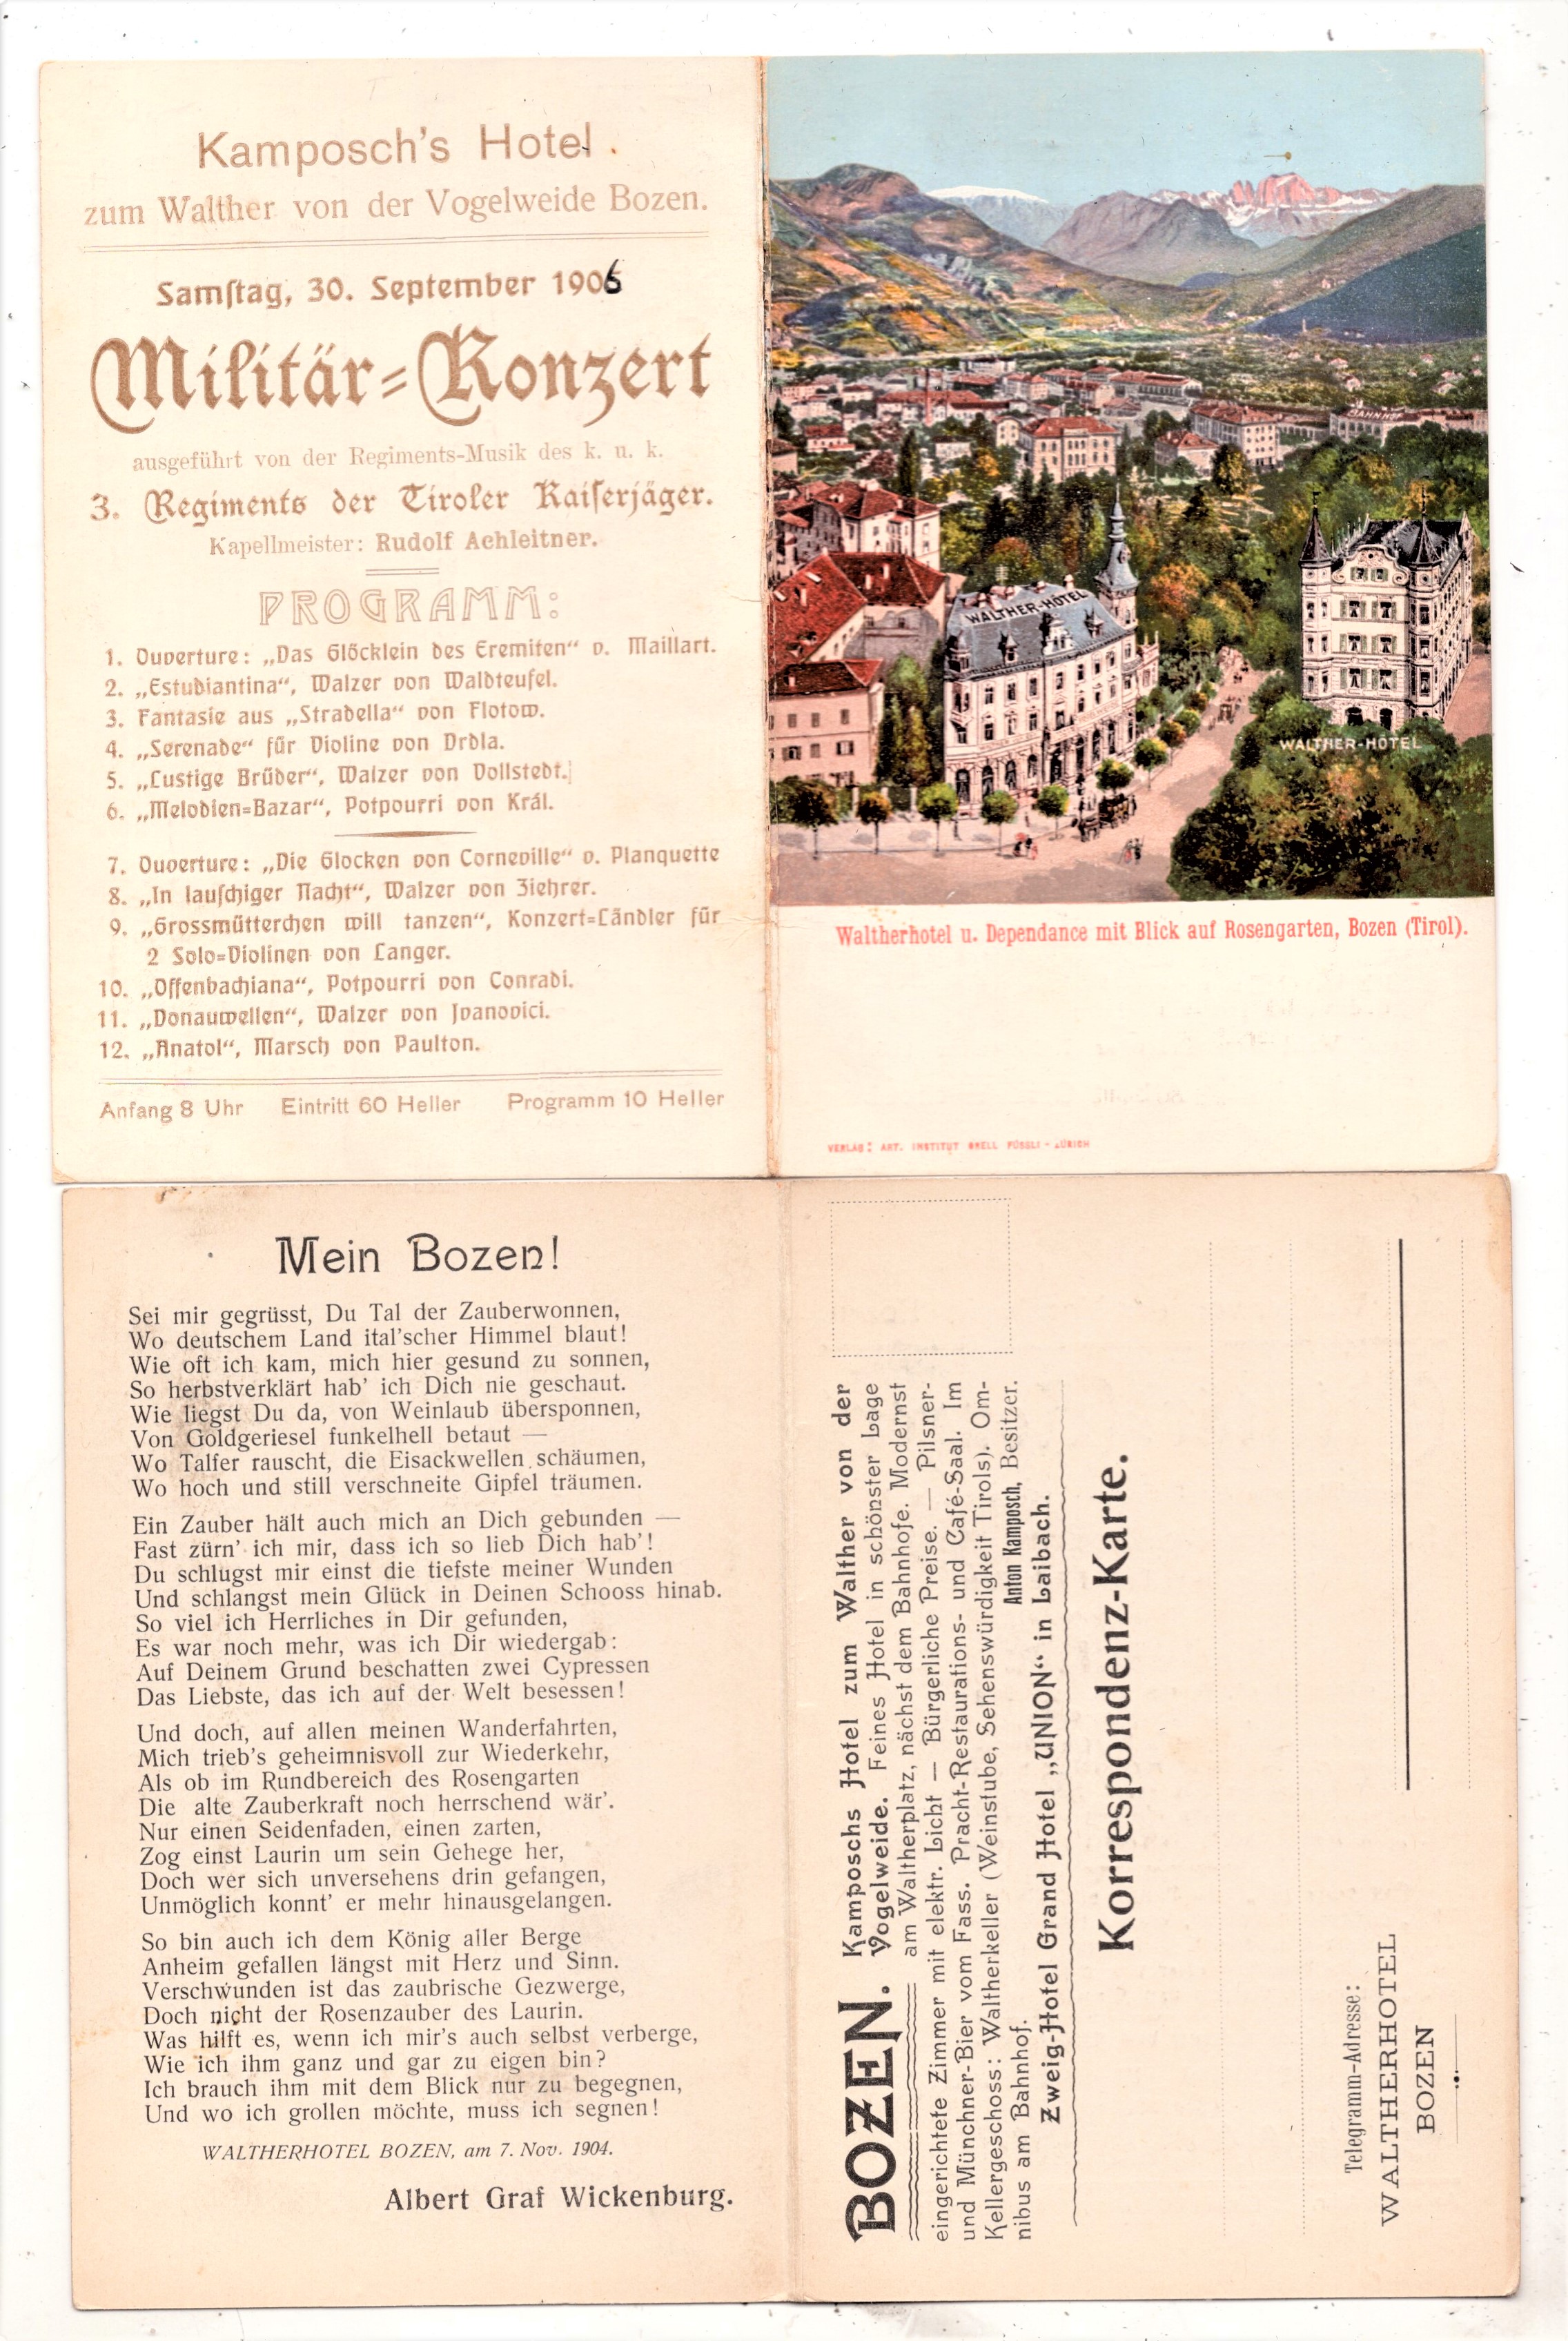 Kamposch's Hotel
zum Walther von der Vogelweide Bozen.
Samſtag, 30. September 1906
Militär=Konzert
ausgeführt von der Regiments-Musik des k. u. k.
3. Regiments der Tiroler Kaiſerjäger.
Kapellmeister: Rudolf Achleitner.
PROGRAMM:
1. Ouverture: „Das Glöcklein des Eremiten“ v. Maillart.
2. „Estudiantina“, Walzer von Waldteufel.
3. Fantasie aus „Stradella“ von Flotow.
4. „Serenade“ für Violine von Drdla.
5. „Lustige Brüder“, Walzer von Vollstedt.
6. „Melodien=Bazar“, Potpourri von Král.
7. Ouverture: „Die Glocken von Corneville“ v. Planquette
8. „In lauſchiger Nacht“, Walzer von Ziehrer.
9. „Grossmütterchen will tanzen“, Konzert=Ländler für
2 Solo=Violinen von Langer.
10. „Offenbachiana“, Potpourri von Conradi.
11. „Donauwellen“, Walzer von Jvanovici.
12. „Anatol“, Marsch von Paulton.
Anfang 8 Uhr Eintritt 60 Heller Programm 10 Heller
BAHNHOF
WALTHER-HOTEL
WALTHER-HOTEL
Waltherhotel u. Dependance mit Blick auf Rosengarten, Bozen (Tirol).
VERLAG: ART. INSTITUT ORELL FÜSSLI - ZÜRICH
Mein Bozen!
Sei mir gegrüsst, Du Tal der Zauberwonnen,
Wo deutschem Land ital'scher Himmel blaut!
Wie oft ich kam, mich hier gesund zu sonnen,
So herbstverklärt hab' ich Dich nie geschaut.
Wie liegst Du da, von Weinlaub übersponnen,
Von Goldgeriesel funkelhell betaut —
Wo Talfer rauscht, die Eisackwellen schäumen,
Wo hoch und still verschneite Gipfel träumen.
Ein Zauber hält auch mich an Dich gebunden —
Fast zürn' ich mir, dass ich so lieb Dich hab'!
Du schlugst mir einst die tiefste meiner Wunden
Und schlangst mein Glück in Deinen Schooss hinab.
So viel ich Herrliches in Dir gefunden,
Es war noch mehr, was ich Dir wiedergab:
Auf Deinem Grund beschatten zwei Cypressen
Das Liebste, das ich auf der Welt besessen!
Und doch, auf allen meinen Wanderfahrten,
Mich trieb's geheimnisvoll zur Wiederkehr,
Als ob im Rundbereich des Rosengarten
Die alte Zauberkraft noch herrschend wär'.
Nur einen Seidenfaden, einen zarten,
Zog einst Laurin um sein Gehege her,
Doch wer sich unversehens drin gefangen,
Unmöglich konnt' er mehr hinausgelangen.
So bin auch ich dem König aller Berge
Anheim gefallen längst mit Herz und Sinn.
Verschwunden ist das zaubrische Gezwerge,
Doch nicht der Rosenzauber des Laurin.
Was hilft es, wenn ich mir's auch selbst verberge,
Wie ich ihm ganz und gar zu eigen bin?
Ich brauch ihm mit dem Blick nur zu begegnen,
Und wo ich grollen möchte, muss ich segnen!
WALTHERHOTEL BOZEN, am 7. Nov. 1904.
Albert Graf Wickenburg.
BOZEN. Kamposchs Hotel zum Walther von der
Vogelweide. Feines Hotel in schönster Lage
am Waltherplatz, nächst dem Bahnhofe. Modernst
eingerichtete Zimmer mit elektr. Licht — Bürgerliche Preise. — Pilsner-
und Münchner-Bier vom Fass. Pracht-Restaurations- und Café-Saal. Im
Kellergeschoss: Waltherkeller (Weinstube, Sehenswürdigkeit Tirols). Om-
nibus am Bahnhof. Anton Kamposch, Besitzer.
Zweig-Hotel Grand Hotel „UNION“ in Laibach.
Korrespondenz-Karte.
Telegramm-Adresse:
WALTHERHOTEL
BOZEN